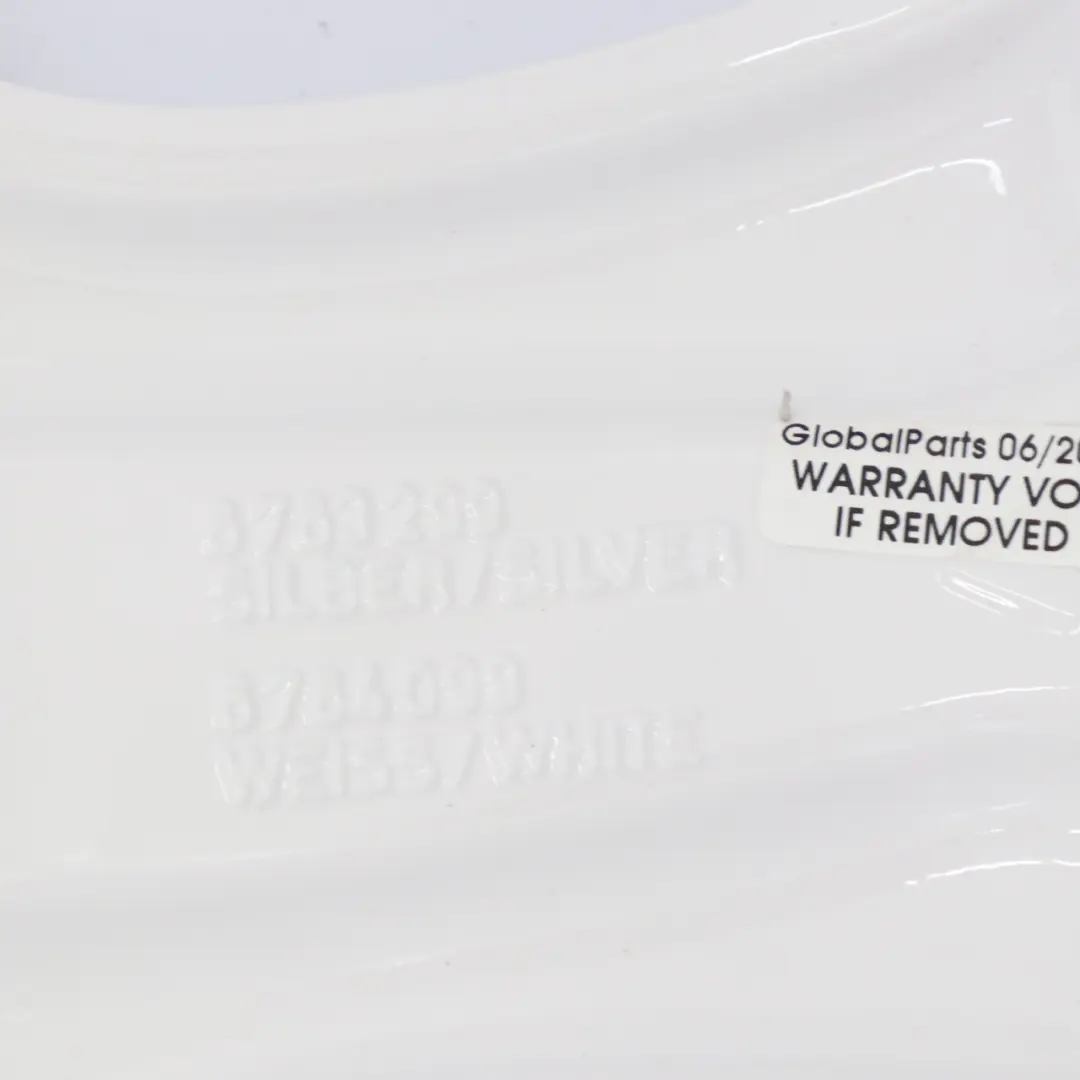 GlobalParts 06/20
WARRANTY VO
IF REMOVED
SILBER/SILVER
WEISS/WHITE